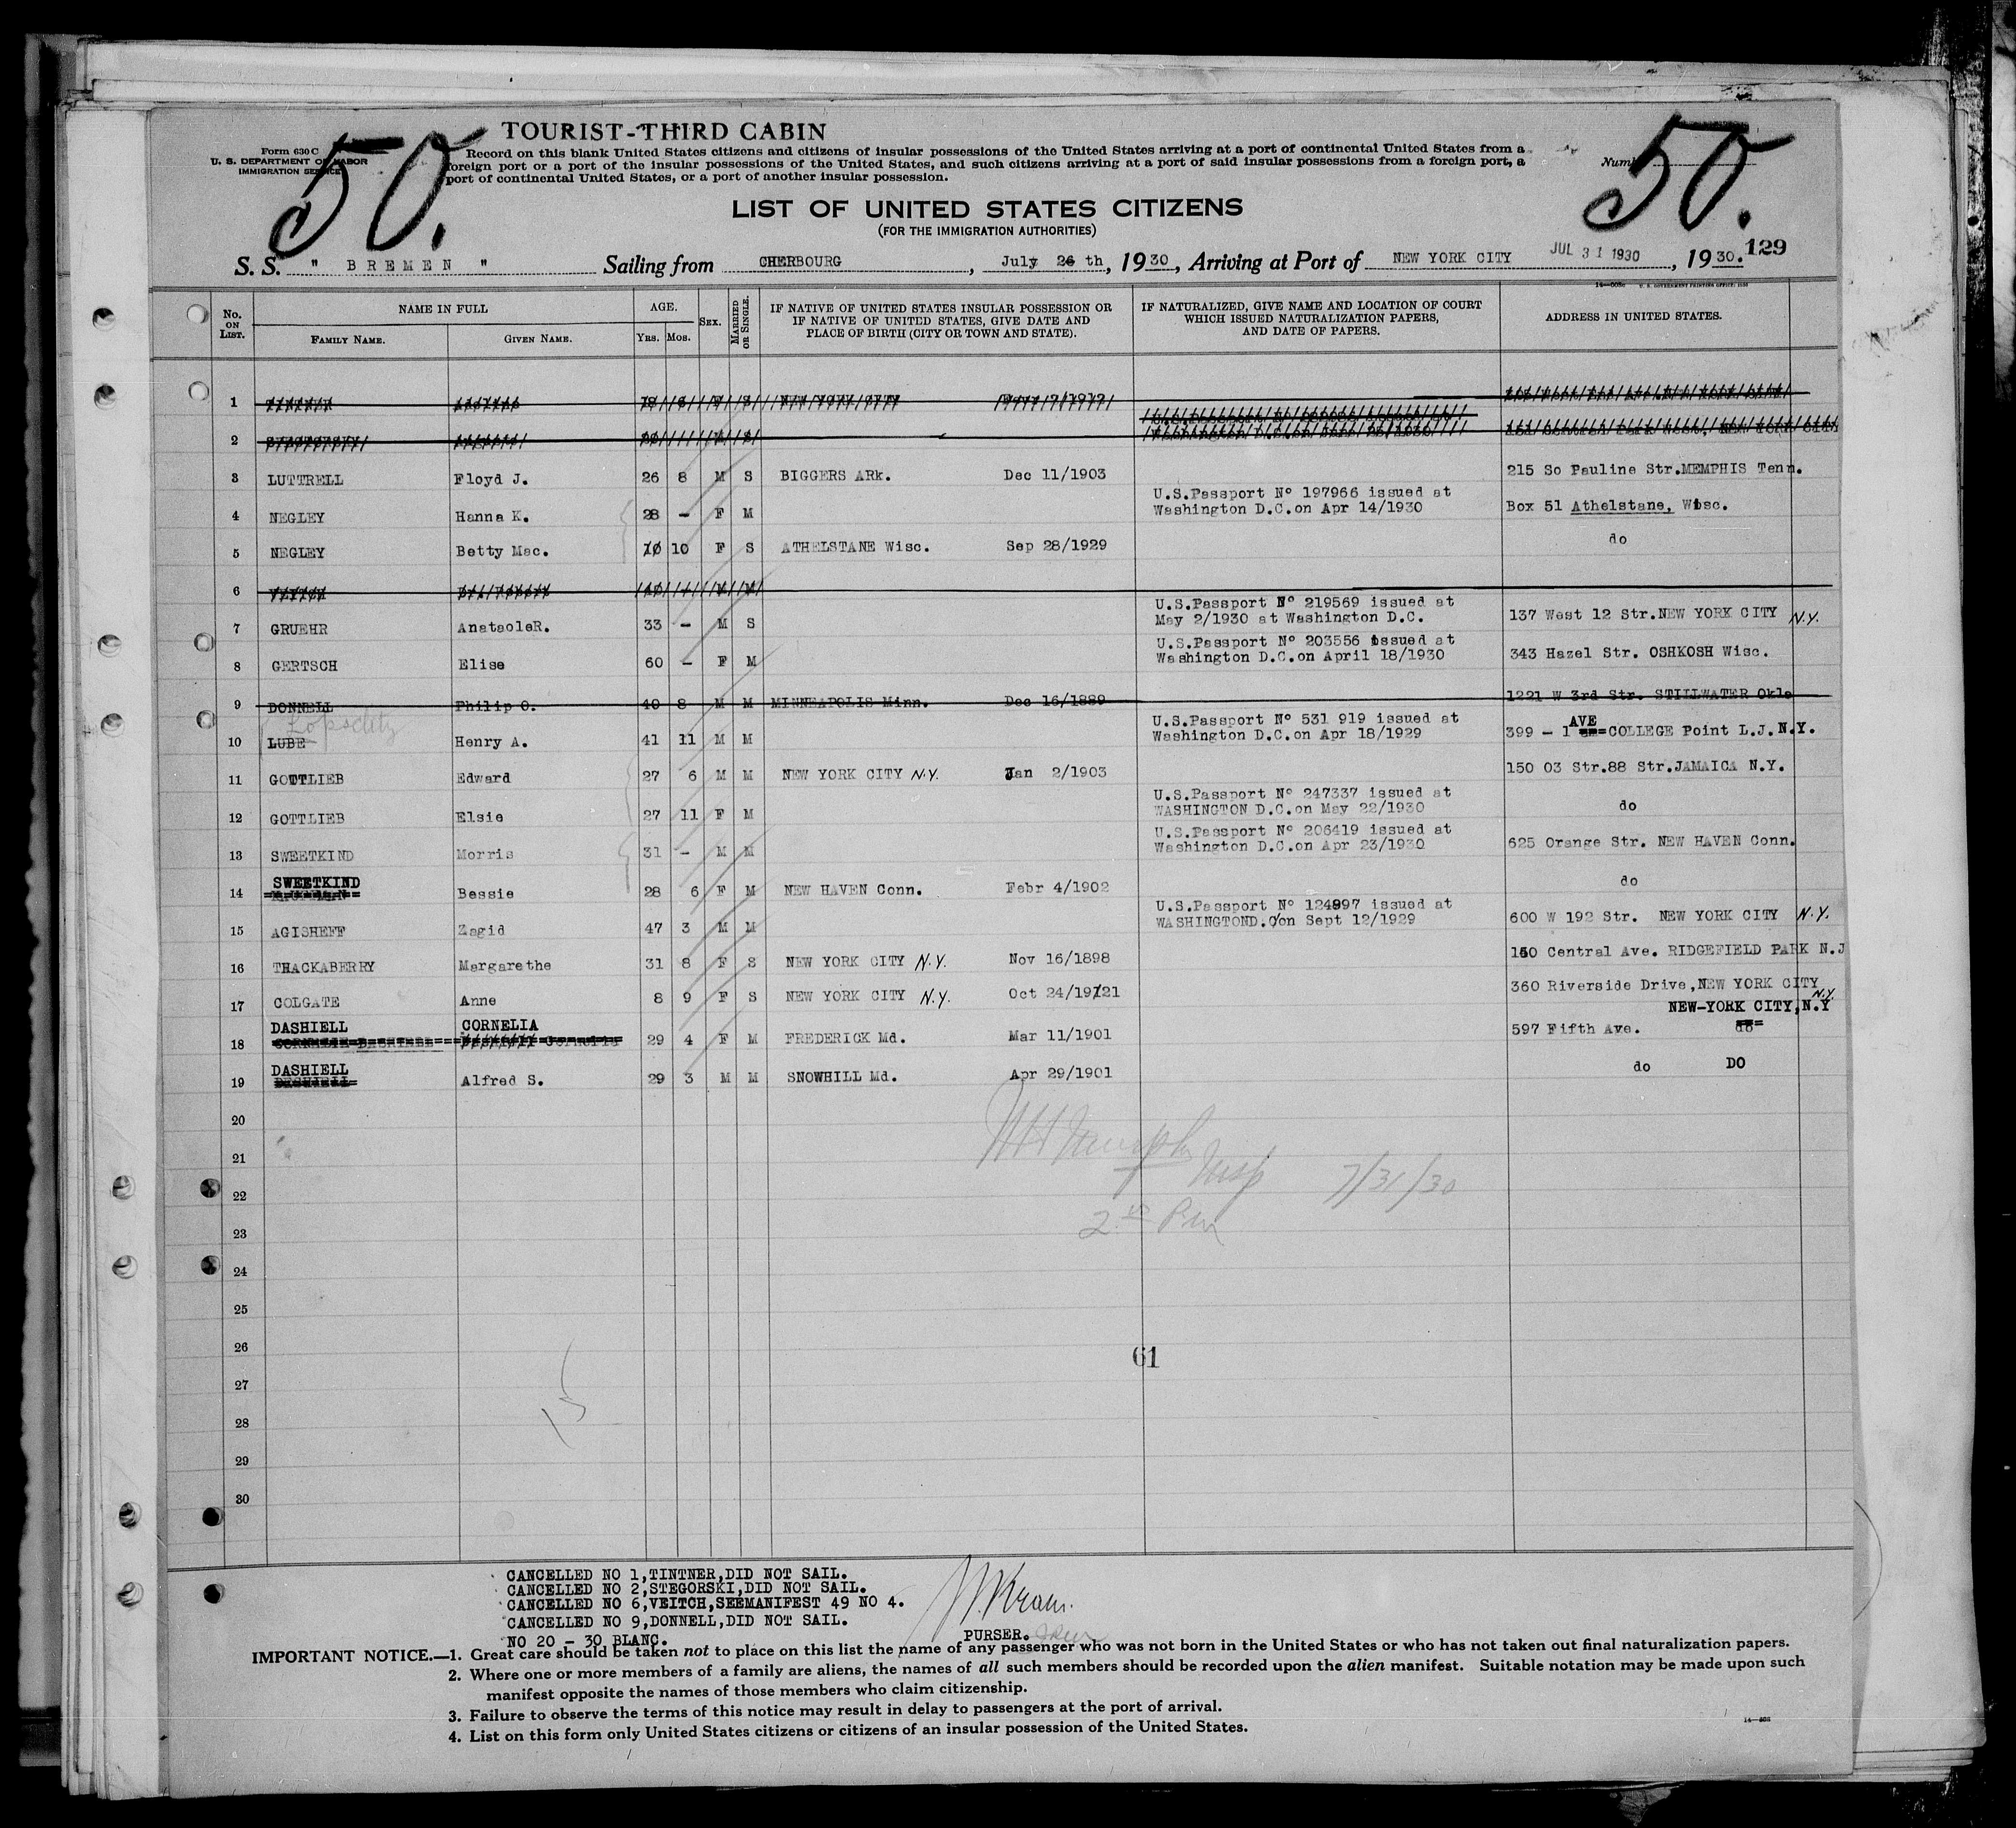 50.
50.
TOURIST-THIRD CABIN
Form 630 C
U. S. DEPARTMENT OF LABOR
IMMIGRATION SERVICE
Record on this blank United States citizens and citizens of insular possessions of the United States arriving at a port of continental United States from a
foreign port or a port of the insular possessions of the United States, and such citizens arriving at a port of said insular possessions from a foreign port, a
port of continental United States, or a port of another insular possession.
LIST OF UNITED STATES CITIZENS
(FOR THE IMMIGRATION AUTHORITIES)
S. S. " BREMEN " Sailing from CHERBOURG, July 26 th, 1930, Arriving at Port of NEW YORK CITY JUL 31 1930, 1930. 129
14—803c U. S. GOVERNMENT PRINTING OFFICE: 1930
No. ON LIST. NAME IN FULL FAMILY NAME. GIVEN NAME. AGE. YRS. MOS. SEX. MARRIED OR SINGLE.
IF NATIVE OF UNITED STATES INSULAR POSSESSION OR
IF NATIVE OF UNITED STATES, GIVE DATE AND
PLACE OF BIRTH (CITY OR TOWN AND STATE).
IF NATURALIZED, GIVE NAME AND LOCATION OF COURT
WHICH ISSUED NATURALIZATION PAPERS,
AND DATE OF PAPERS.
ADDRESS IN UNITED STATES.
1
2
3 LUTTRELL Floyd J. 26 8 M S BIGGERS ARk. Dec 11/1903 215 So Pauline Str.MEMPHIS Tenn.
4 NEGLEY Hanna K. 28 - F M U.S.Passport Nº 197966 issued at Washington D.C.on Apr 14/1930 Box 51 Athelstane, Wisc.
5 NEGLEY Betty Mac. 10 F S ATHELSTANE Wisc. Sep 28/1929 do
6
7 GRUEHR AnataoleR. 33 - M S U.S.Passport Nº 219569 issued at May 2/1930 at Washington D.C. 137 West 12 Str.NEW YORK CITY N.Y.
8 GERTSCH Elise 60 - F M U.S.Passport Nº 203556 issued at Washington D.C.on April 18/1930 343 Hazel Str. OSHKOSH Wisc.
9 DONNELL Philip O. 40 8 M M MINNEAPOLIS Minn. Dec 16/1889 1221 W 3rd Str. STILLWATER Okla
10 LUBE Henry A. 41 11 M M U.S.Passport Nº 531 919 issued at Washington D.C.on Apr 18/1929 399 - 1 AVE COLLEGE Point L.J.N.Y.
11 GOTTLIEB Edward 27 6 M M NEW YORK CITY N.Y. Jan 2/1903 150 03 Str.88 Str.JAMAICA N.Y.
12 GOTTLIEB Elsie 27 11 F M U.S.Passport Nº 247337 issued at WASHINGTON D.C.on May 22/1930 do
13 SWEETKIND Morris 31 - M M U.S.Passport Nº 206419 issued at Washington D.C.on Apr 23/1930 625 Orange Str. NEW HAVEN Conn.
14 SWEETKIND Bessie 28 6 F M NEW HAVEN Conn. Febr 4/1902 do
15 AGISHEFF Zagid 47 3 M M U.S.Passport Nº 124897 issued at WASHINGTOND.C/on Sept 12/1929 600 W 192 Str. NEW YORK CITY N.Y.
16 THACKABERRY Margarethe 31 8 F S NEW YORK CITY N.Y. Nov 16/1898 Central Ave. RIDGEFIELD PARK N.J
17 COLGATE Anne 8 9 F S NEW YORK CITY N.Y. Oct 24/1921 360 Riverside Drive,NEW YORK CITY N.Y.
18 DASHIELL CORNELIA 29 4 F M FREDERICK Md. Mar 11/1901 597 Fifth Ave. NEW-YORK CITY,N.Y
19 DASHIELL Alfred S. 29 3 M M SNOWHILL Md. Apr 29/1901 do DO
20
21
Insp 7/31/30
22
23
24
25
26
61
27
28
29
30
CANCELLED NO 1,TINTNER,DID NOT SAIL.
CANCELLED NO 2,STEGORSKI,DID NOT SAIL.
CANCELLED NO 6,VEITCH,SEEMANIFEST 49 NO 4.
CANCELLED NO 9,DONNELL,DID NOT SAIL.
NO 20 - 30 BLANC.
PURSER.
IMPORTANT NOTICE.—1. Great care should be taken not to place on this list the name of any passenger who was not born in the United States or who has not taken out final naturalization papers.
2. Where one or more members of a family are aliens, the names of all such members should be recorded upon the alien manifest. Suitable notation may be made upon such
manifest opposite the names of those members who claim citizenship.
3. Failure to observe the terms of this notice may result in delay to passengers at the port of arrival.
4. List on this form only United States citizens or citizens of an insular possession of the United States.